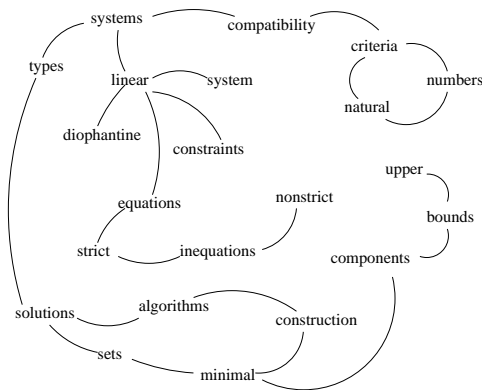 systems
compatibility
criteria
types
linear
system
numbers
natural
diophantine
constraints
upper
equations
nonstrict
bounds
strict
inequations
components
solutions
algorithms
construction
sets
minimal